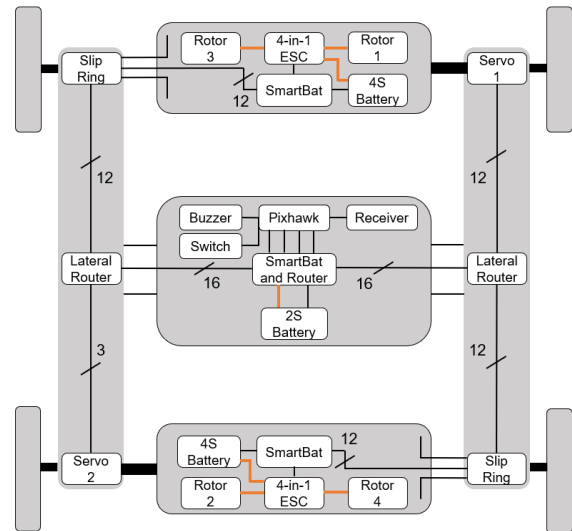 Rotor
3
4-in-1
ESC
Rotor
1
Slip
Ring
Servo
1
12
SmartBat
4S
Battery
12
12
Buzzer
Pixhawk
Receiver
Switch
Lateral
Router
SmartBat
and Router
Lateral
Router
16
16
2S
Battery
3
12
4S
Battery
SmartBat
12
Servo
2
Rotor
2
4-in-1
ESC
Rotor
4
Slip
Ring